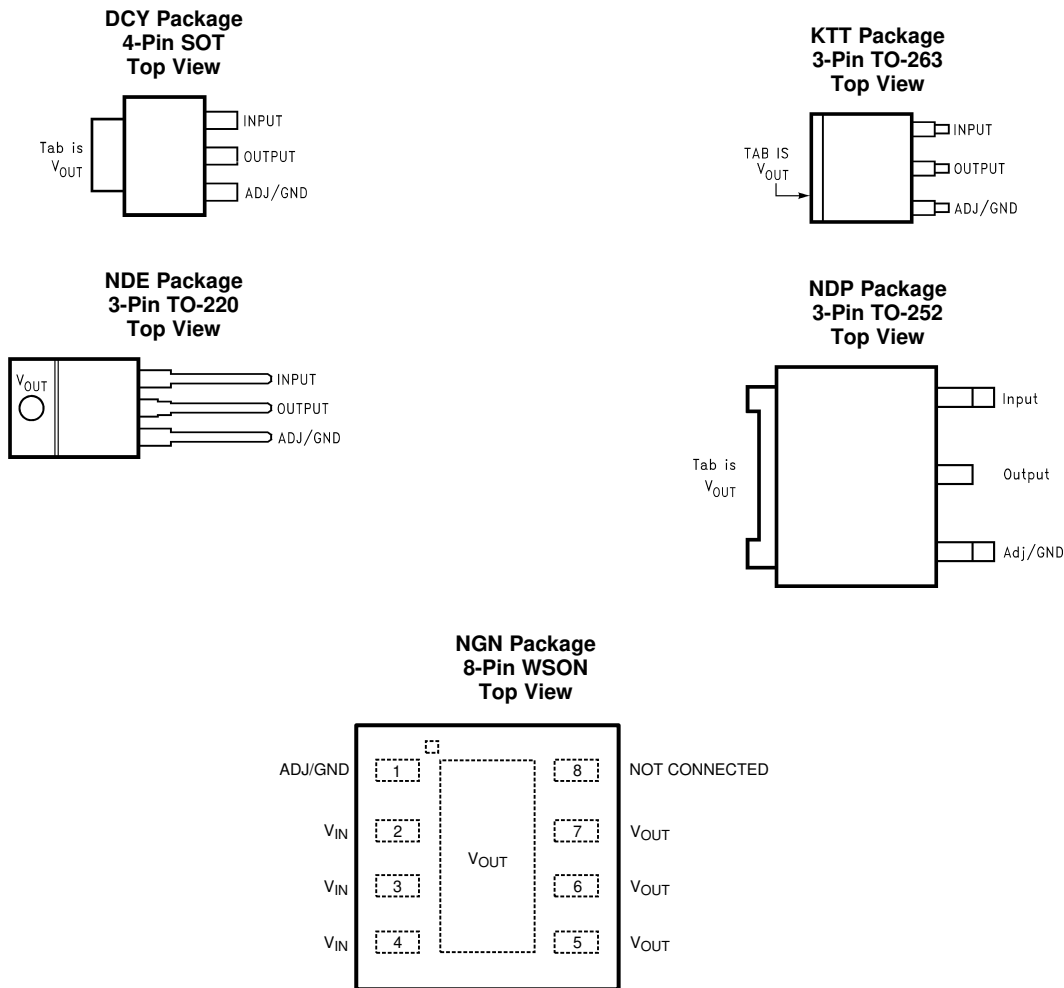 DCY Package
4-Pin SOT
Top View
Tab is
VOUT
INPUT
OUTPUT
ADJ/GND
KTT Package
3-Pin TO-263
Top View
TAB IS
VOUT
INPUT
OUTPUT
ADJ/GND
NDE Package
3-Pin TO-220
Top View
VOUT
INPUT
OUTPUT
ADJ/GND
NDP Package
3-Pin TO-252
Top View
Tab is
VOUT
Input
Output
Adj/GND
NGN Package
8-Pin WSON
Top View
ADJ/GND 1 8 NOT CONNECTED
VIN 2 7 VOUT
VOUT
VIN 3 6 VOUT
VIN 4 5 VOUT